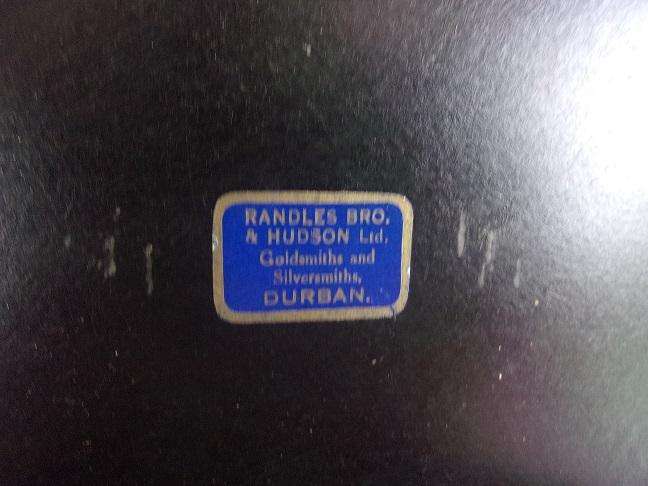 RANDLES BRO.
& HUDSON Ltd.
Goldsmiths and
Silversmiths,
DURBAN.